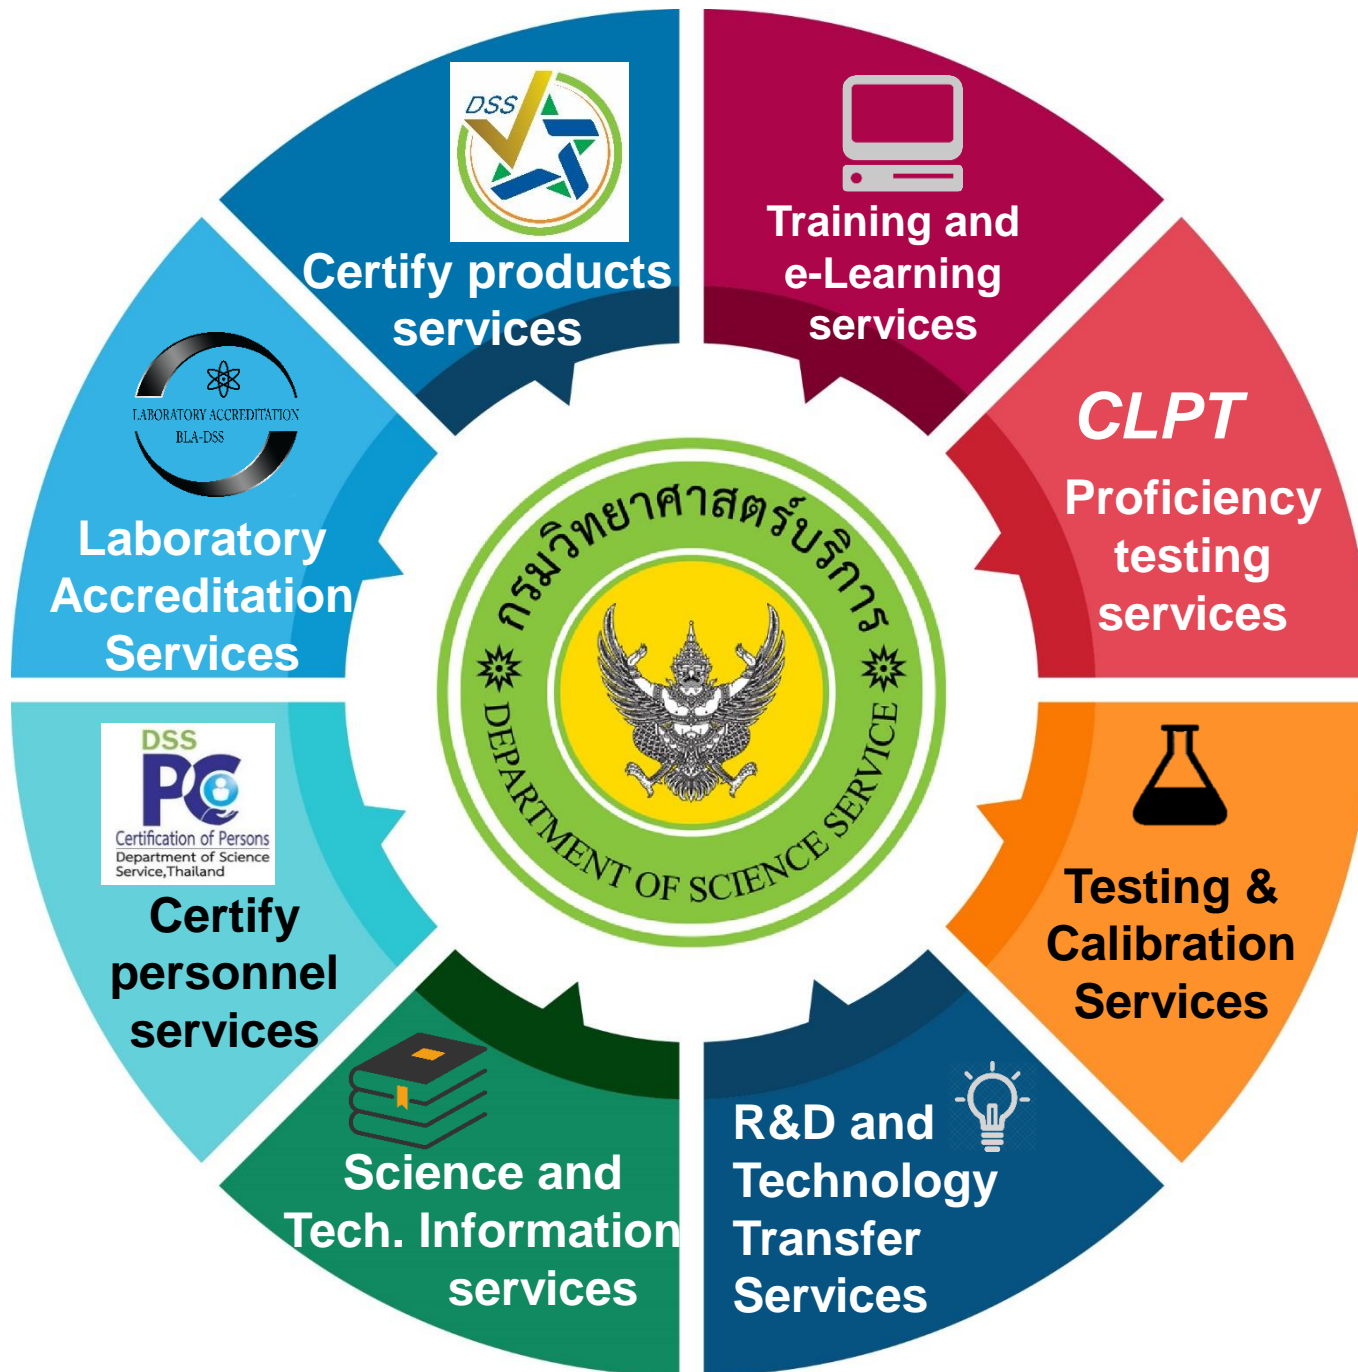 DSS
Certify products
services
Training and
e-Learning
services
CLPT
Proficiency
testing
services
Testing &
Calibration
Services
R&D and
Technology
Transfer
Services
Science and
Tech. Information
services
DSS
PC
Certification of Persons
Department of Science
Service,Thailand
Certify
personnel
services
LABORATORY ACCREDITATION
BLA-DSS
Laboratory
Accreditation
Services
กรมวิทยาศาสตร์บริการ
DEPARTMENT OF SCIENCE SERVICE